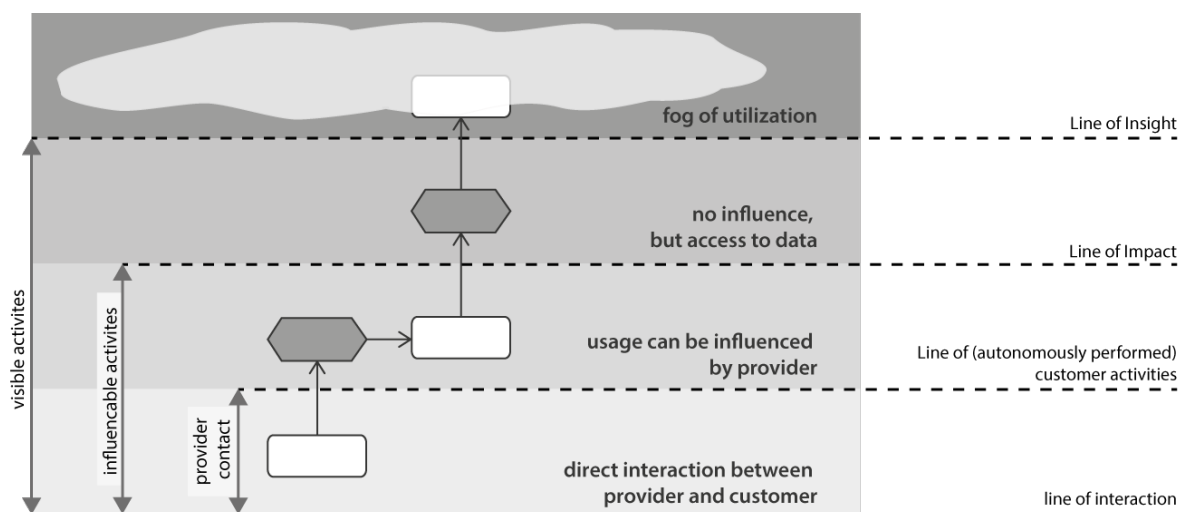 fog of utilization
Line of Insight
no influence,
but access to data
Line of Impact
usage can be influenced
by provider
Line of (autonomously performed)
customer activities
direct interaction between
provider and customer
line of interaction
visible activites
influencable activites
provider
contact